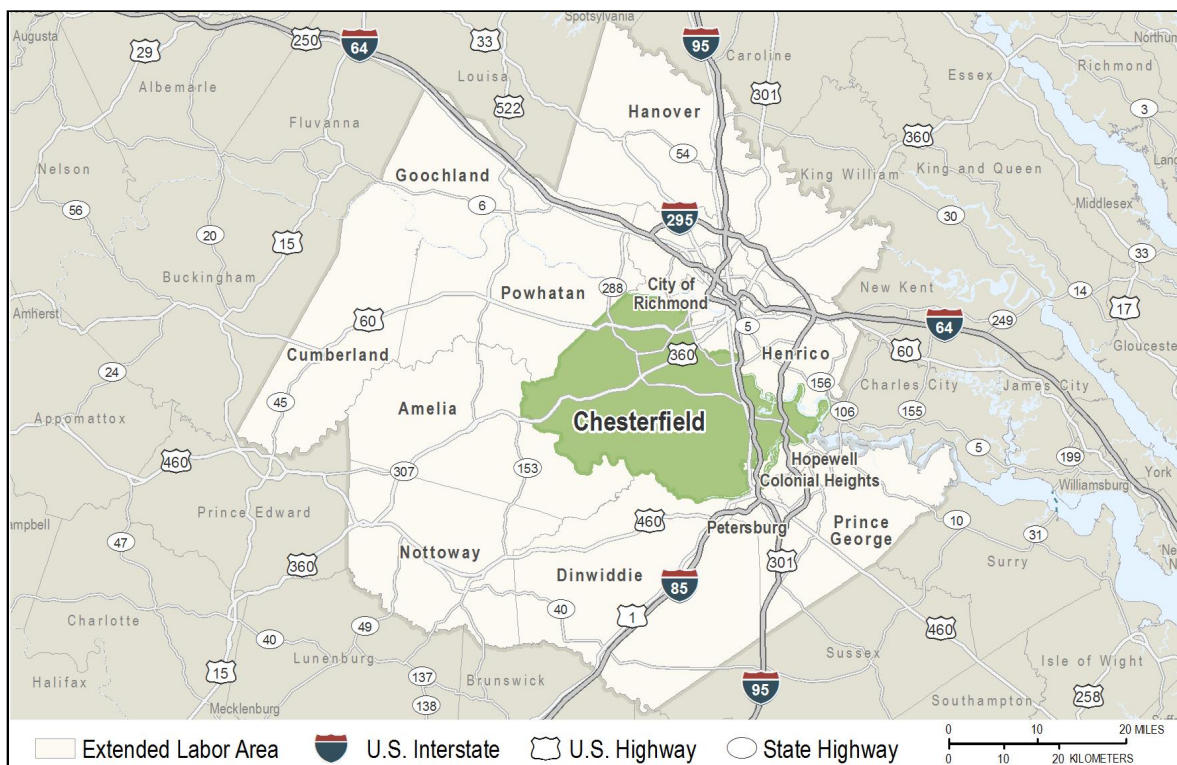 Spotsylvania
Augusta
29
250
64
33
95
Caroline
Northum
Louisa
Essex
Richmond
Albemarle
522
301
3
Hanover
Fluvanna
360
54
Nelson
Goochland
King William
King and Queen
Lan
6
Middlesex
56
295
30
20
15
33
Buckingham
City of
Richmond
288
Powhatan
New Kent
14
Amherst
60
5
64
249
17
Cumberland
360
Henrico
60
Gloucester
24
156
Charles City
James City
45
Amelia
Chesterfield
106
155
Appomattox
5
460
307
153
Hopewell
Colonial Heights
199
York
Williamsburg
Prince Edward
460
Petersburg
Prince
George
10
31
Campbell
47
Nottoway
301
Surry
360
Dinwiddie
85
40
1
Charlotte
49
40
460
Lunenburg
Sussex
Isle of Wight
15
137
Brunswick
95
Halifax
258
Mecklenburg
138
Southampton
Extended Labor Area
U.S. Interstate
U.S. Highway
State Highway
0 10 20 MILES
0 10 20 KILOMETERS